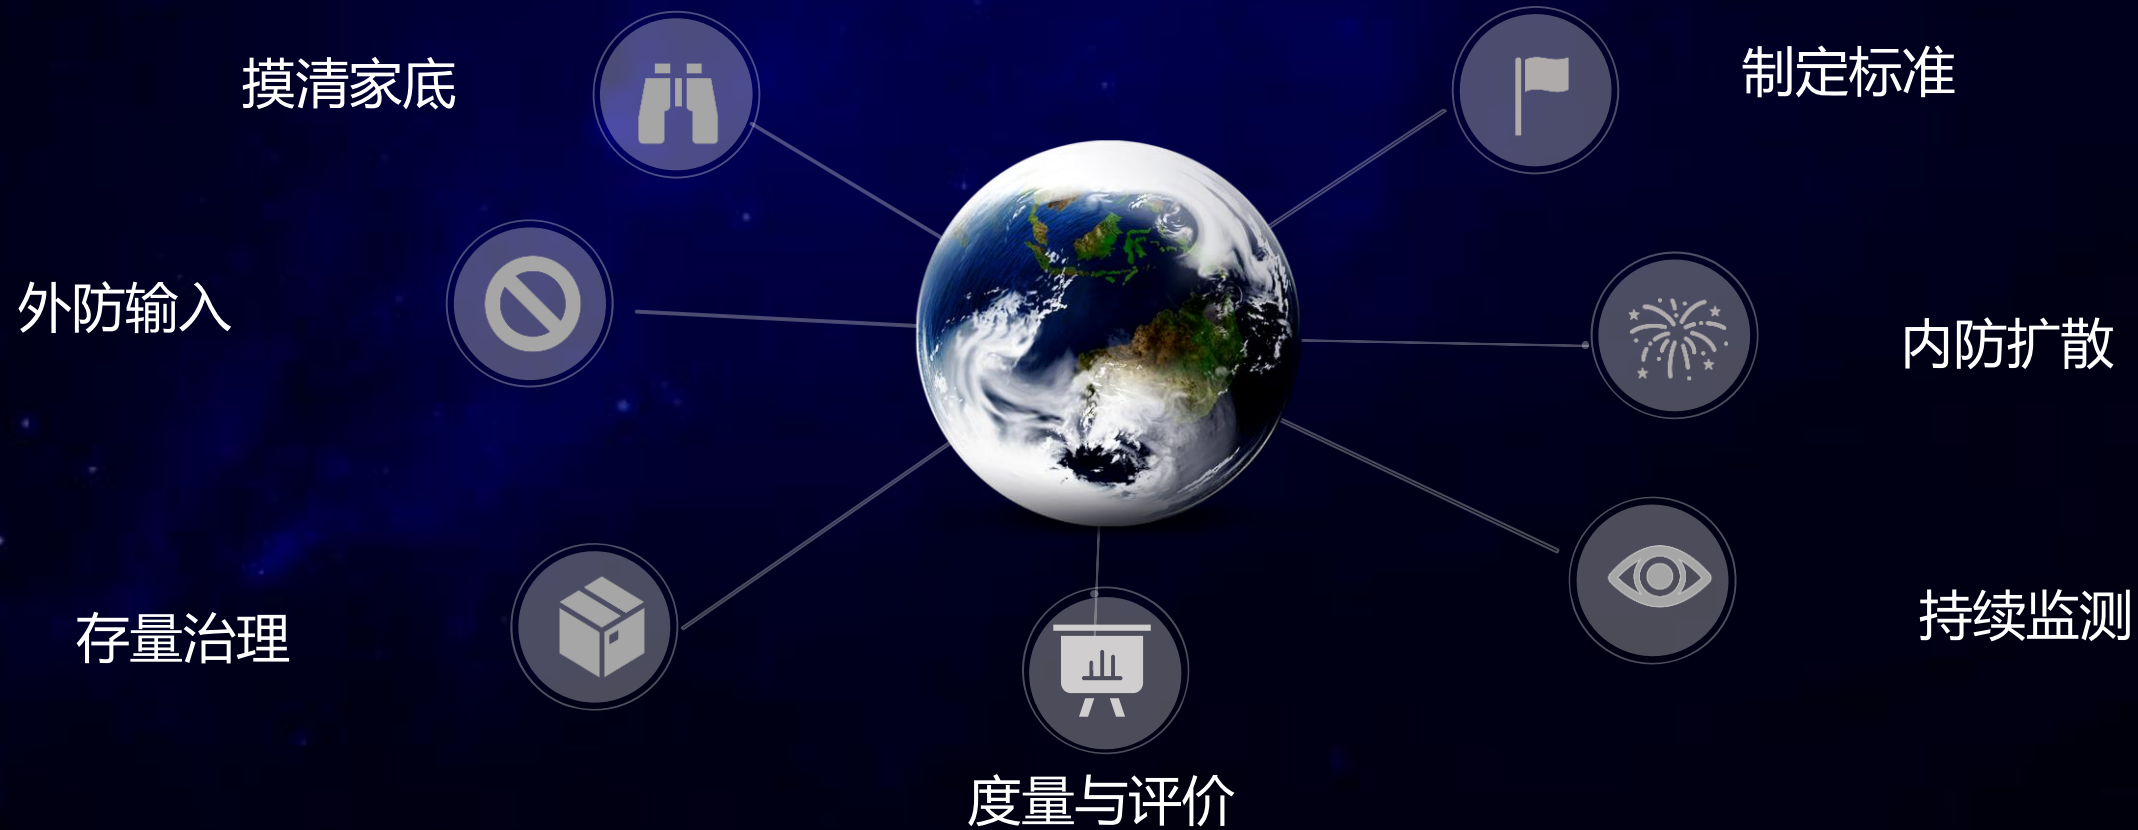 摸清家底
制定标准
外防输入
内防扩散
存量治理
持续监测
度量与评价